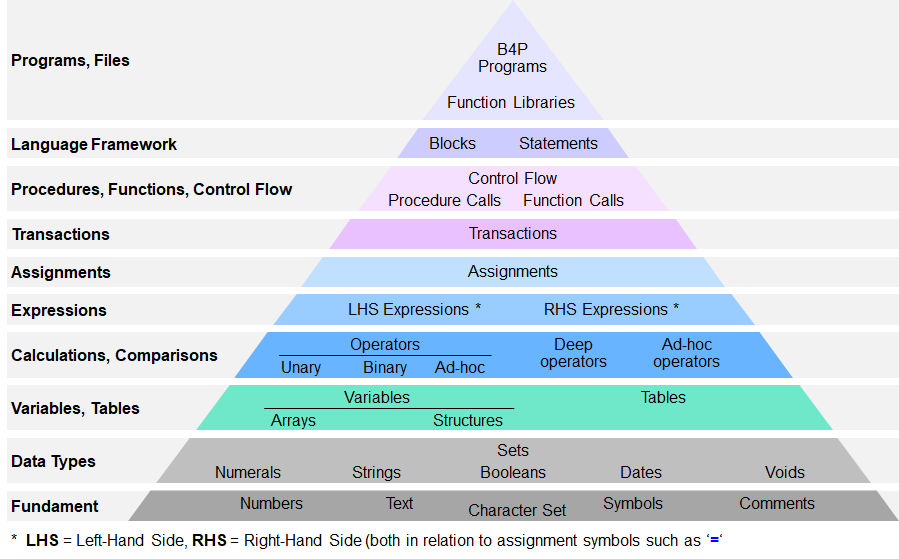 B4P
Programs, Files
Programs
Function Libraries
Language Framework Blocks Statements
Control Flow
Procedures, Functions, Control Flow
Procedure Calls Function Calls
Transactions Transactions
Assignments Assignments
Expressions LHS Expressions * RHS Expressions *
Operators Deep Ad-hoc
Calculations, Comparisons operators operators
Unary Binary Ad-hoc
Variables Tables
Variables, Tables
Arrays Structures
Sets
Data Types
Numerals Strings Booleans Dates Voids
Fundament Numbers Text Character Set Symbols Comments
* LHS = Left-Hand Side, RHS = Right-Hand Side (both in relation to assignment symbols such as ‘=‘